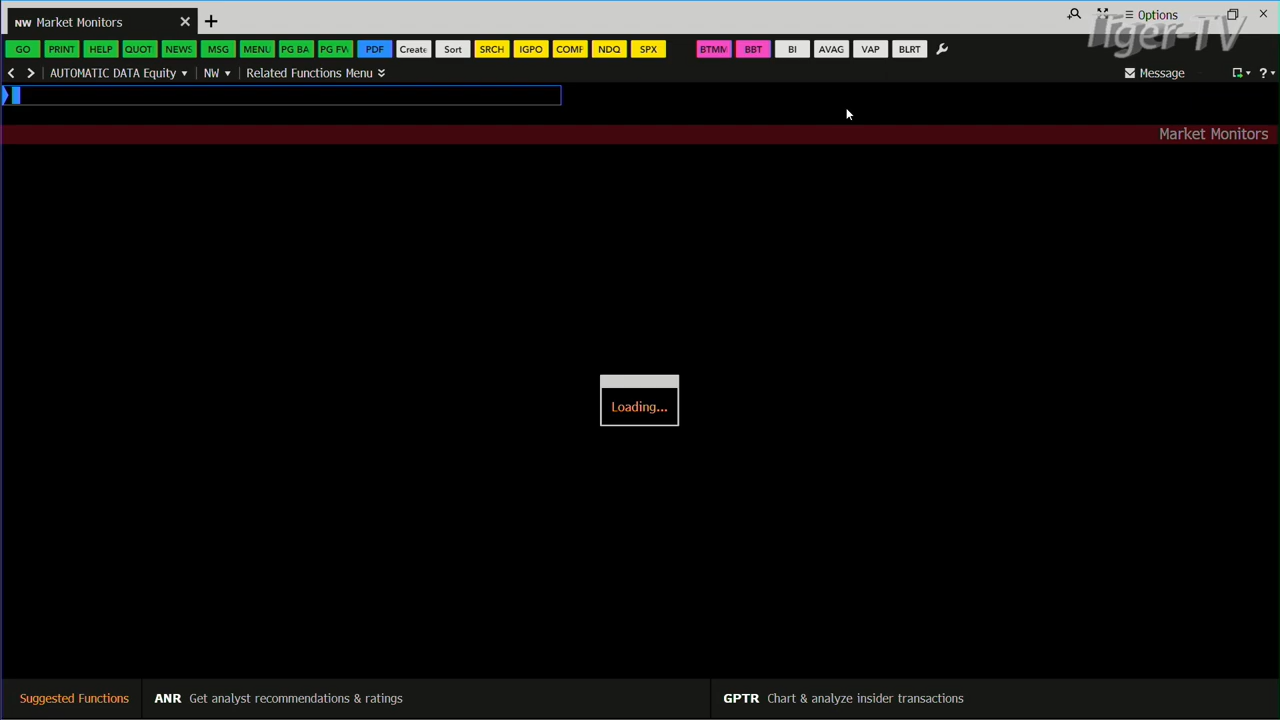 NW Market Monitors
Options
Tiger-TV
GO PRINT HELP QUOT NEWS MSG MENU PG BA PG FW PDF Create Sort SRCH IGPO COMF NDQ SPX BTMM BBT BI AVAG VAP BLRT
AUTOMATIC DATA Equity NW Related Functions Menu Message ?
Market Monitors
Loading...
Suggested Functions ANR Get analyst recommendations & ratings GPTR Chart & analyze insider transactions